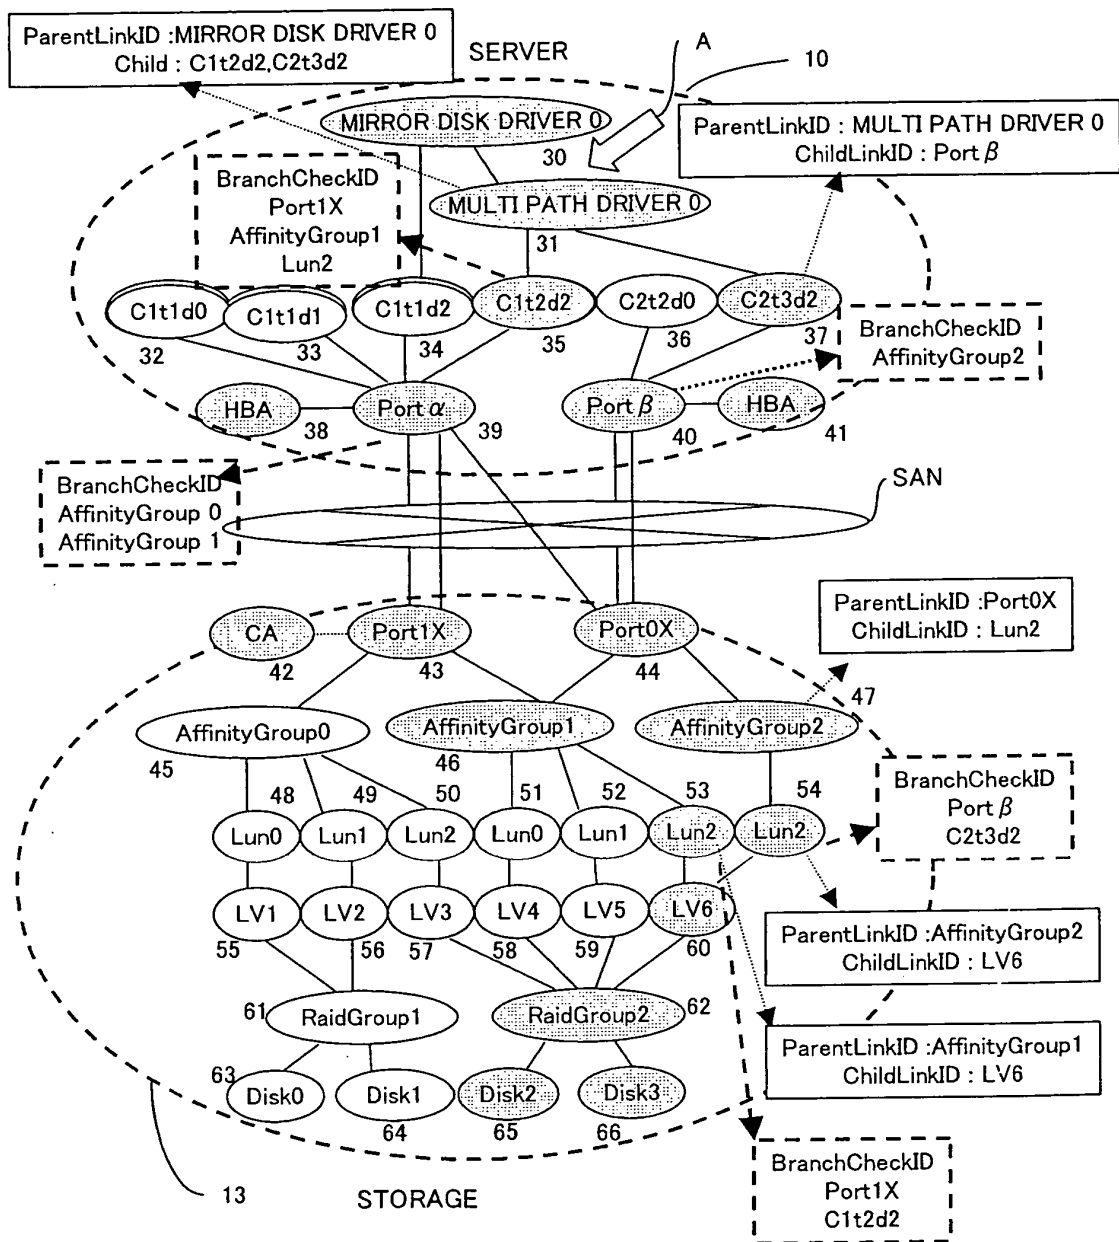 ParentLinkID :MIRROR DISK DRIVER 0
Child : C1t2d2,C2t3d2
SERVER
A
10
MIRROR DISK DRIVER 0
30
ParentLinkID : MULTI PATH DRIVER 0
ChildLinkID : Port β
BranchCheckID
Port1X
AffinityGroup1
Lun2
MULTI PATH DRIVER 0
31
C1t1d0
C1t1d1
C1t1d2
C1t2d2
C2t2d0
C2t3d2
32
33
34
35
36
37
BranchCheckID
AffinityGroup2
HBA
Port α
Port β
HBA
38
39
40
41
BranchCheckID
AffinityGroup 0
AffinityGroup 1
SAN
CA
Port1X
Port0X
42
43
44
ParentLinkID :Port0X
ChildLinkID : Lun2
47
AffinityGroup0
AffinityGroup1
AffinityGroup2
45
46
48
49
50
51
52
53
54
BranchCheckID
Port β
C2t3d2
Lun0
Lun1
Lun2
Lun0
Lun1
Lun2
Lun2
LV1
LV2
LV3
LV4
LV5
LV6
55
56
57
58
59
60
ParentLinkID :AffinityGroup2
ChildLinkID : LV6
61
RaidGroup1
RaidGroup2
62
ParentLinkID :AffinityGroup1
ChildLinkID : LV6
63
Disk0
Disk1
Disk2
Disk3
64
65
66
BranchCheckID
Port1X
C1t2d2
13
STORAGE